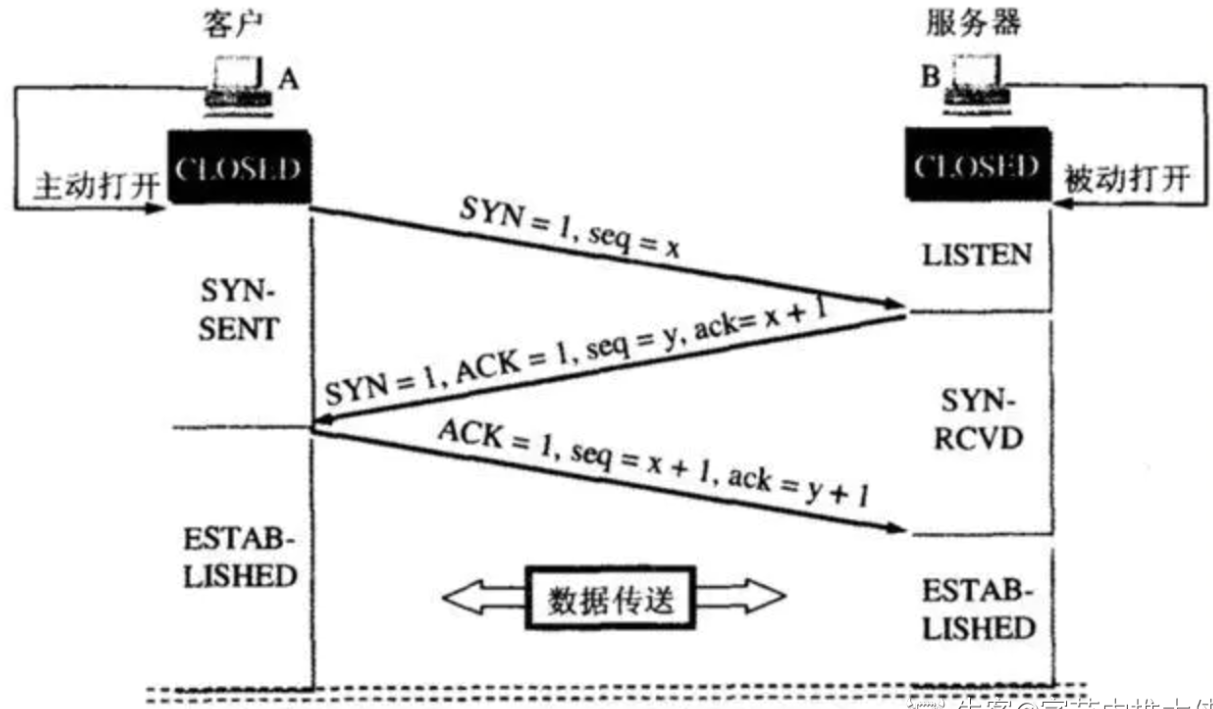 客户
服务器
A
B
CLOSED
CLOSED
主动打开
被动打开
SYN = 1, seq = x
LISTEN
SYN-
SENT
SYN = 1, ACK = 1, seq = y, ack= x + 1
SYN-
RCVD
ACK = 1, seq = x + 1, ack = y + 1
ESTAB-
LISHED
数据传送
ESTAB-
LISHED